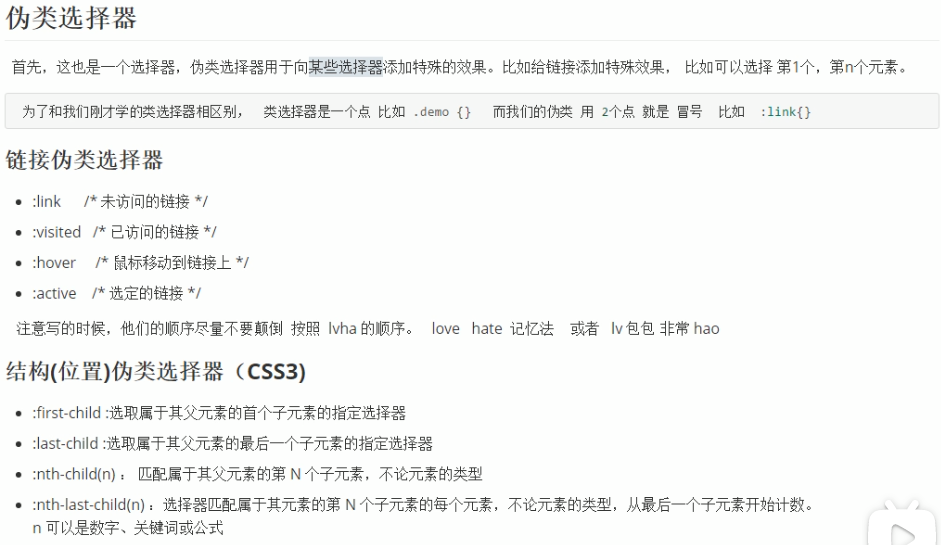 伪类选择器
首先，这也是一个选择器，伪类选择器用于向某些选择器添加特殊的效果。比如给链接添加特殊效果， 比如可以选择 第1个，第n个元素。
为了和我们刚才学的类选择器相区别， 类选择器是一个点 比如 .demo {} 而我们的伪类 用 2个点 就是 冒号 比如 :link{}
链接伪类选择器
• :link /* 未访问的链接 */
• :visited /* 已访问的链接 */
• :hover /* 鼠标移动到链接上 */
• :active /* 选定的链接 */
注意写的时候，他们的顺序尽量不要颠倒 按照 lvha 的顺序。 love hate 记忆法 或者 lv 包包 非常 hao
结构(位置)伪类选择器（CSS3)
• :first-child :选取属于其父元素的首个子元素的指定选择器
• :last-child :选取属于其父元素的最后一个子元素的指定选择器
• :nth-child(n) ： 匹配属于其父元素的第 N 个子元素，不论元素的类型
• :nth-last-child(n) ：选择器匹配属于其元素的第 N 个子元素的每个元素，不论元素的类型，从最后一个子元素开始计数。
n 可以是数字、关键词或公式